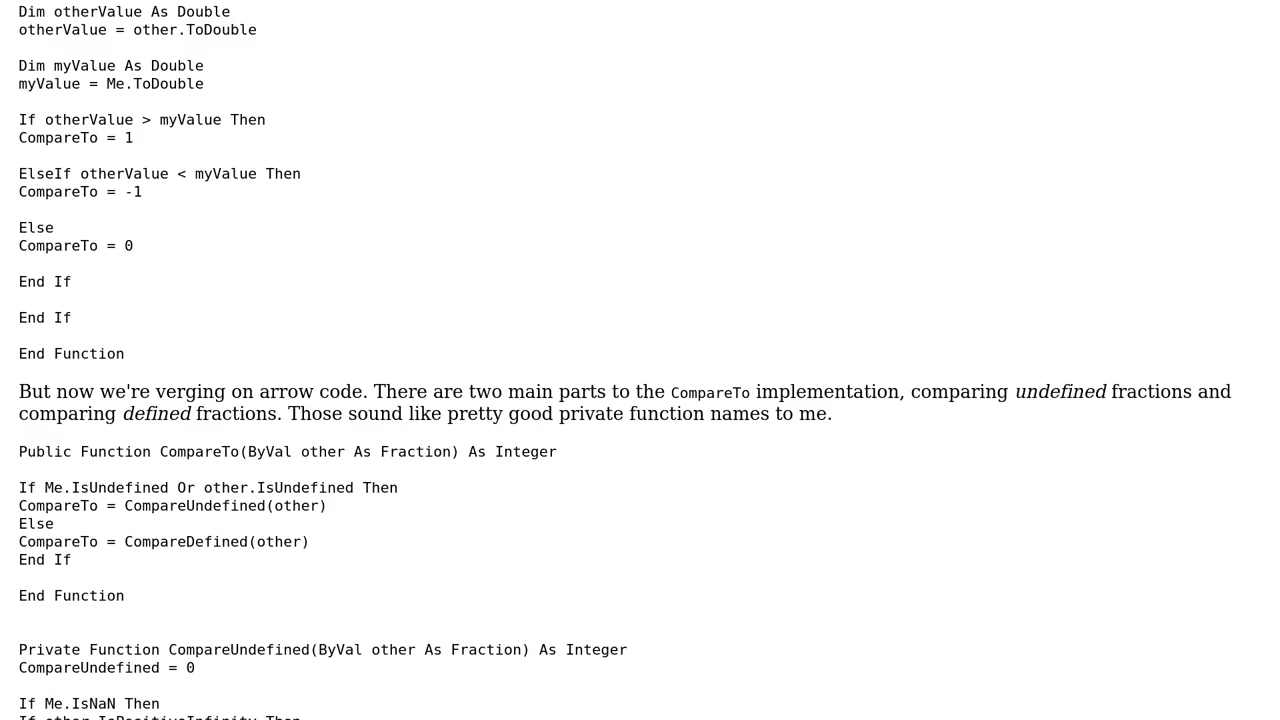 Dim otherValue As Double
otherValue = other.ToDouble
Dim myValue As Double
myValue = Me.ToDouble
If otherValue > myValue Then
CompareTo = 1
ElseIf otherValue < myValue Then
CompareTo = -1
Else
CompareTo = 0
End If
End If
End Function
But now we're verging on arrow code. There are two main parts to the CompareTo implementation, comparing undefined fractions and
comparing defined fractions. Those sound like pretty good private function names to me.
Public Function CompareTo(ByVal other As Fraction) As Integer
If Me.IsUndefined Or other.IsUndefined Then
CompareTo = CompareUndefined(other)
Else
CompareTo = CompareDefined(other)
End If
End Function
Private Function CompareUndefined(ByVal other As Fraction) As Integer
CompareUndefined = 0
If Me.IsNaN Then
If other.IsPositiveInfinity Then